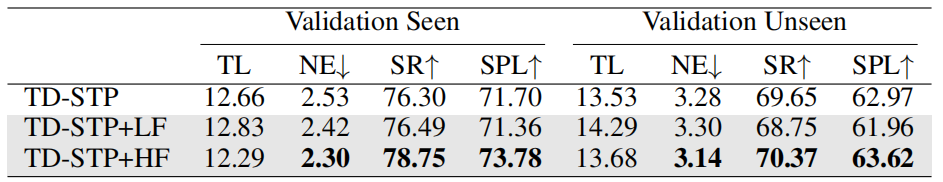 Validation Seen Validation Unseen
TL NE↓ SR↑ SPL↑ TL NE↓ SR↑ SPL↑
TD-STP 12.66 2.53 76.30 71.70 13.53 3.28 69.65 62.97
TD-STP+LF 12.83 2.42 76.49 71.36 14.29 3.30 68.75 61.96
TD-STP+HF 12.29 2.30 78.75 73.78 13.68 3.14 70.37 63.62